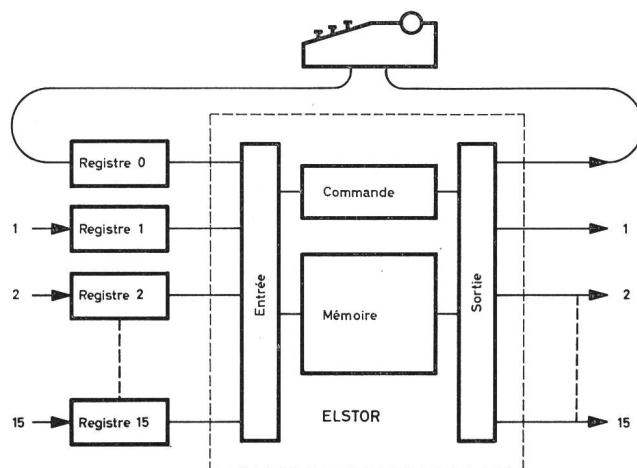 Registre 0
Commande
1 Registre 1 1
2 Registre 2 2
Entrée
Mémoire
Sortie
15 Registre 15 15
ELSTOR